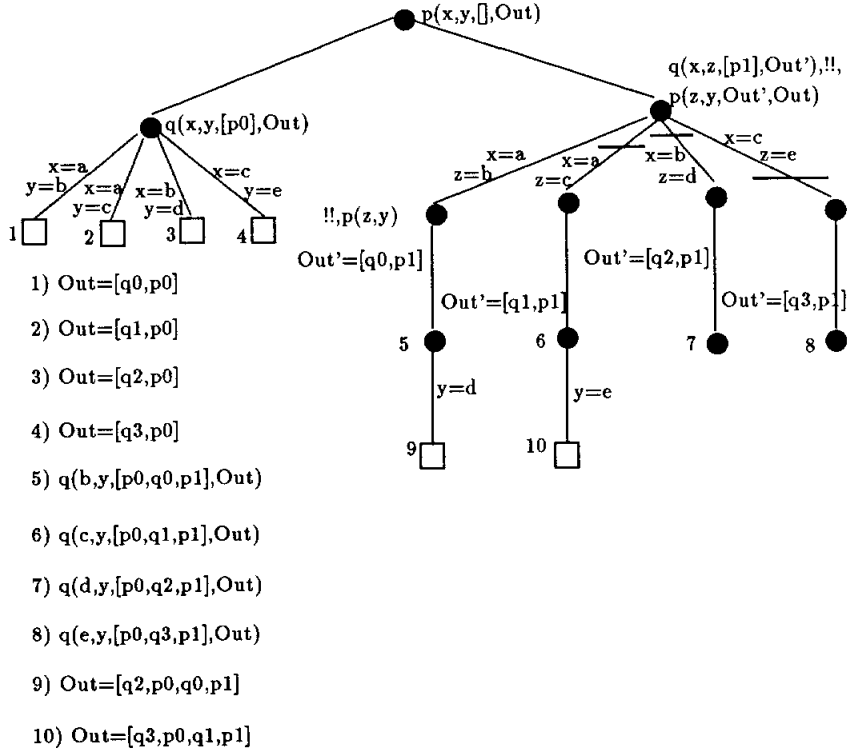 p(x,y,[],Out)
q(x,z,[p1],Out'),!!,
p(z,y,Out',Out)
q(x,y,[p0],Out)
x=a
y=b
x=a
y=c
x=b
y=d
x=c
y=e
x=a
z=b
x=a
z=c
x=b
z=d
x=c
z=e
1
2
3
4
!!,p(z,y)
Out'=[q0,p1]
Out'=[q1,p1]
Out'=[q2,p1]
Out'=[q3,p1]
5
6
7
8
y=d
y=e
9
10
1) Out=[q0,p0]
2) Out=[q1,p0]
3) Out=[q2,p0]
4) Out=[q3,p0]
5) q(b,y,[p0,q0,p1],Out)
6) q(c,y,[p0,q1,p1],Out)
7) q(d,y,[p0,q2,p1],Out)
8) q(e,y,[p0,q3,p1],Out)
9) Out=[q2,p0,q0,p1]
10) Out=[q3,p0,q1,p1]